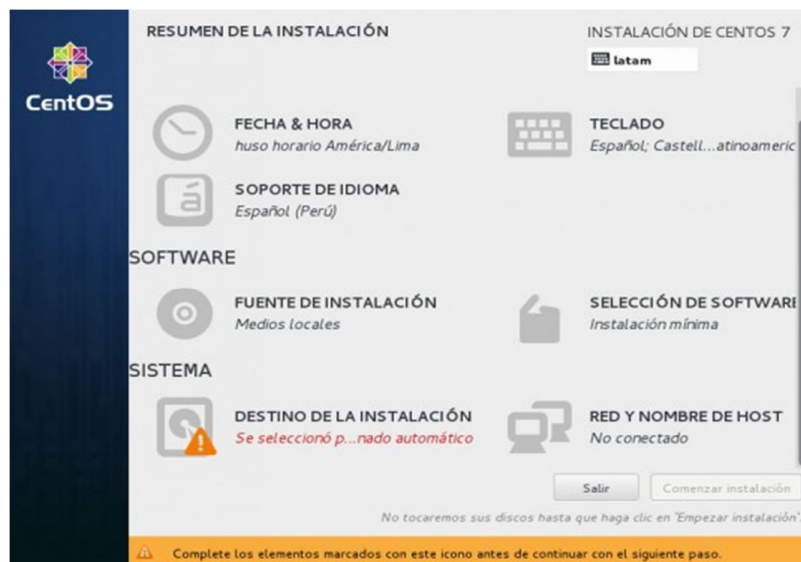 RESUMEN DE LA INSTALACIÓN
INSTALACIÓN DE CENTOS 7
latam
CentOS
FECHA & HORA
huso horario América/Lima
TECLADO
Español; Castell...atinoameric
SOPORTE DE IDIOMA
Español (Perú)
SOFTWARE
FUENTE DE INSTALACIÓN
Medios locales
SELECCIÓN DE SOFTWARE
Instalación mínima
SISTEMA
DESTINO DE LA INSTALACIÓN
Se seleccionó p...nado automático
RED Y NOMBRE DE HOST
No conectado
Salir
Comenzar instalación
No tocaremos sus discos hasta que haga clic en 'Empezar instalación'.
Complete los elementos marcados con este icono antes de continuar con el siguiente paso.